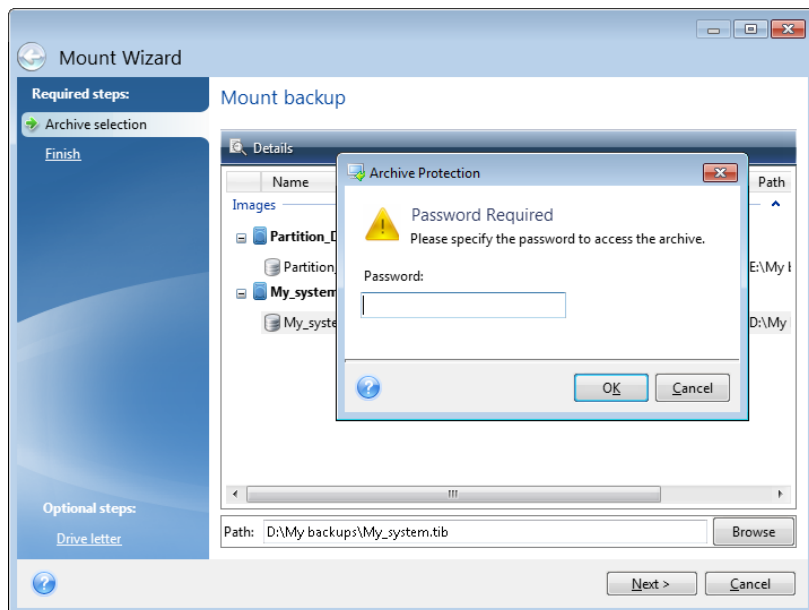 Mount Wizard
Required steps:
Archive selection
Finish
Optional steps:
Drive letter
Mount backup
Details
Name
Path
Images
Partition_D
Partition_
E:\My
My_system
My_syste
D:\My
Archive Protection
Password Required
Please specify the password to access the archive.
Password:
OK
Cancel
Path: D:\My backups\My_system.tib
Browse
Next >
Cancel